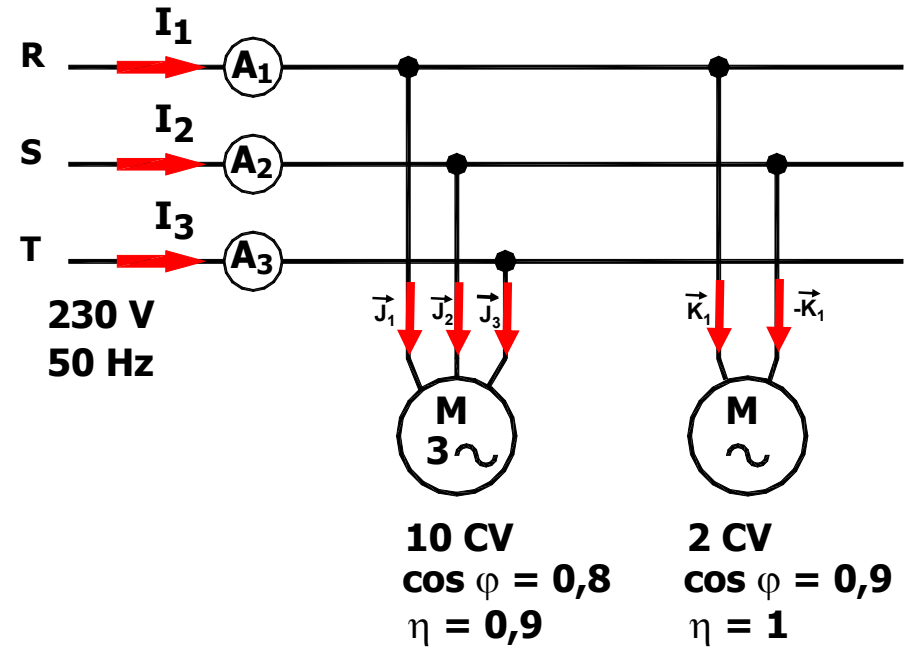 I₁
R A₁
I₂
S A₂
I₃
T A₃
230 V
50 Hz
J₁ J₂ J₃ K₁ -K₁
M M
3
10 CV 2 CV
cos φ = 0,8 cos φ = 0,9
η = 0,9 η = 1